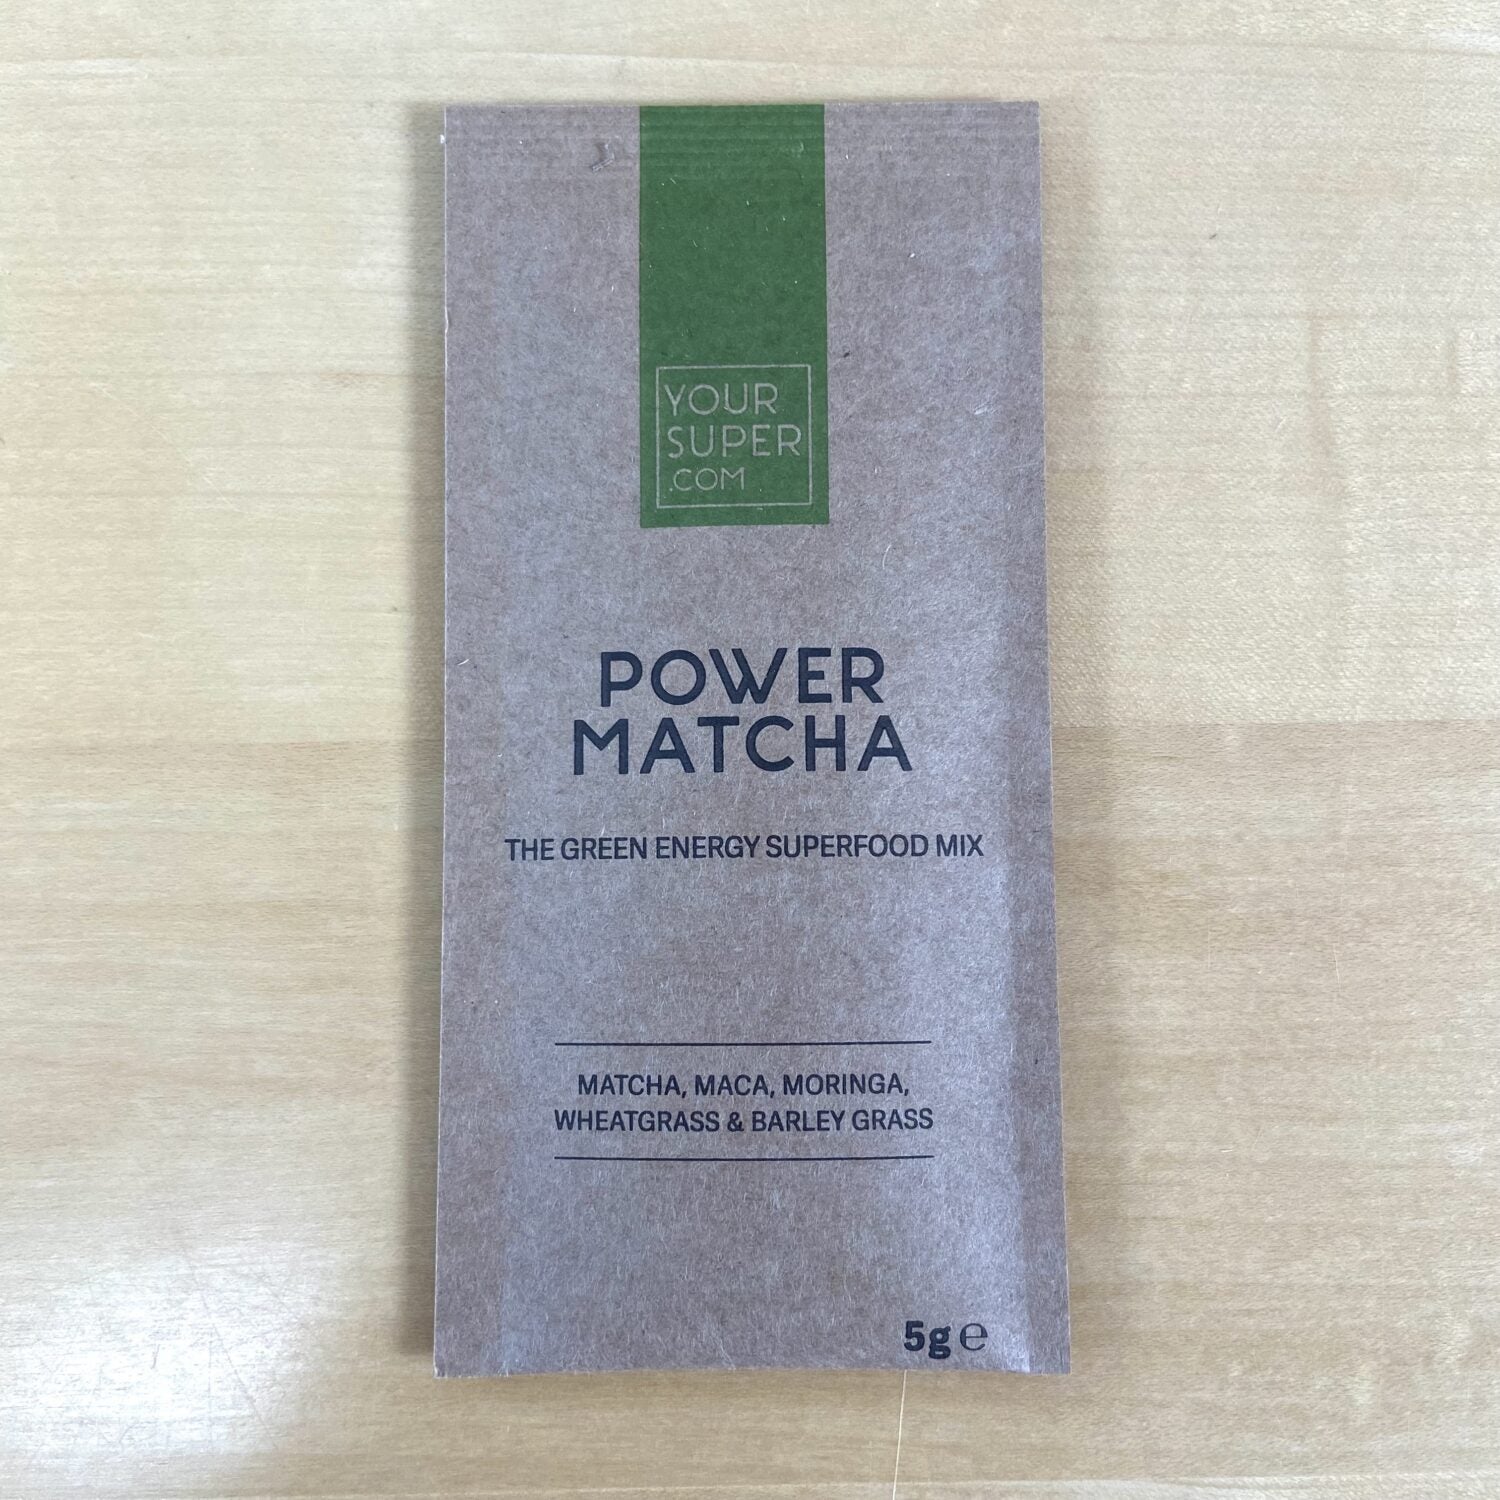 YOUR
SUPER
.COM
POWER
MATCHA
THE GREEN ENERGY SUPERFOOD MIX
MATCHA, MACA, MORINGA,
WHEATGRASS & BARLEY GRASS
5g ℮